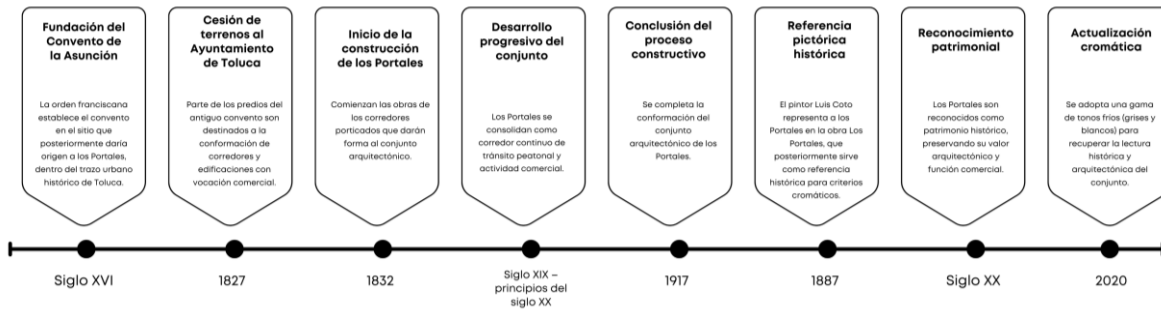 Fundación del
Convento de
la Asunción
La orden franciscana
establece el convento
en el sitio que
posteriormente daría
origen a los Portales,
dentro del trazo urbano
histórico de Toluca.
Siglo XVI
Cesión de
terrenos al
Ayuntamiento
de Toluca
Parte de los predios del
antiguo convento son
destinados a la
conformación de
corredores y
edificaciones con
vocación comercial.
1827
Inicio de la
construcción
de los Portales
Comienzan las obras de
los corredores
porticados que darán
forma al conjunto
arquitectónico.
1832
Desarrollo
progresivo del
conjunto
Los Portales se
consolidan como
corredor continuo de
tránsito peatonal y
actividad comercial.
Siglo XIX –
principios del
siglo XX
Conclusión del
proceso
constructivo
Se completa la
conformación del
conjunto
arquitectónico de los
Portales.
1917
Referencia
pictórica
histórica
El pintor Luis Coto
representa a los
Portales en la obra Los
Portales, que
posteriormente sirve
como referencia
histórica para criterios
cromáticos.
1887
Reconocimiento
patrimonial
Los Portales son
reconocidos como
patrimonio histórico,
preservando su valor
arquitectónico y
función comercial.
Siglo XX
Actualización
cromática
Se adopta una gama
de tonos fríos (grises y
blancos) para
recuperar la lectura
histórica y
arquitectónica del
conjunto.
2020